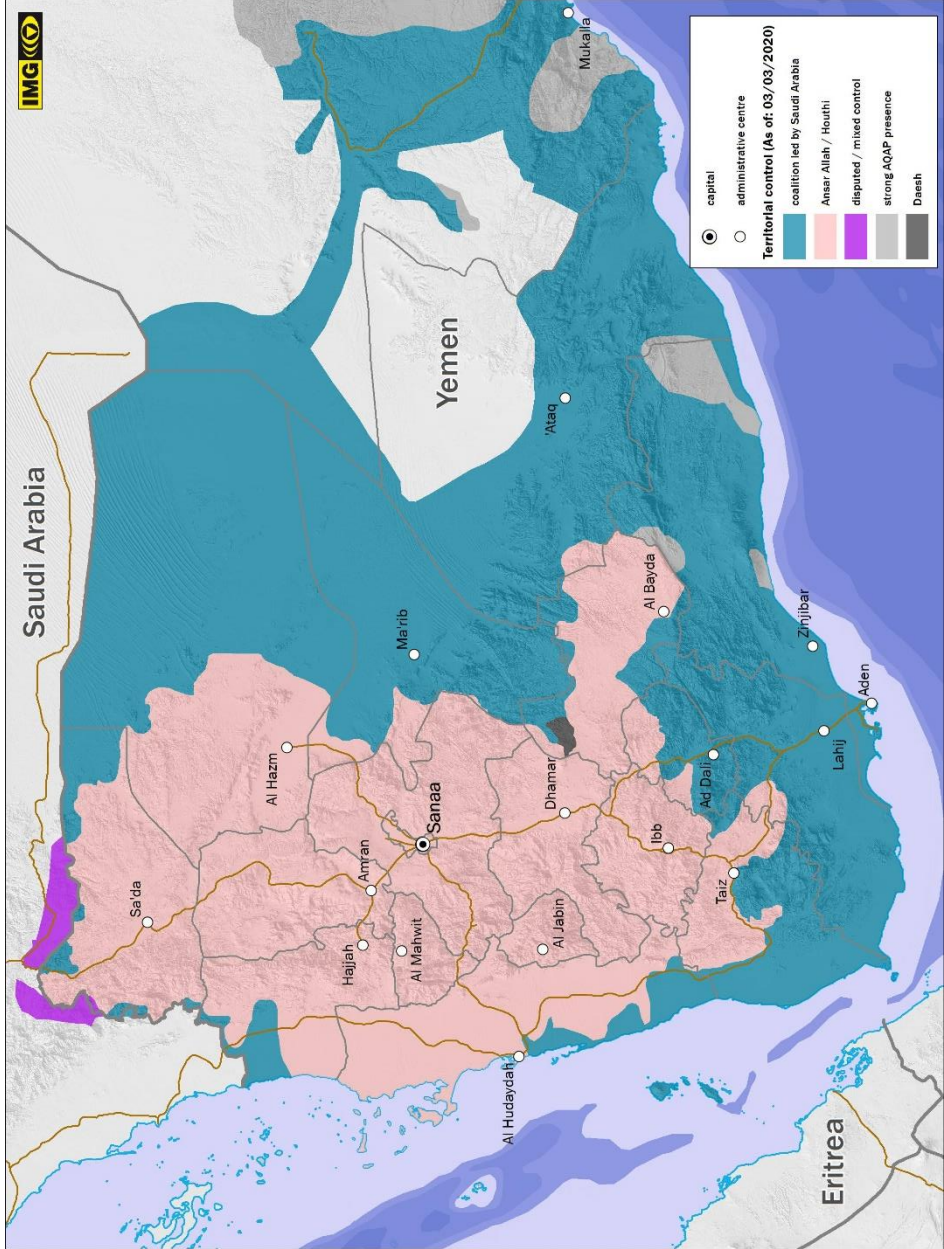 IMG
Saudi Arabia
Yemen
Eritrea
Sa'da
Al Hazm
Amran
Hajjah
Al Mahwit
Sanaa
Ma'rib
Al Hudaydah
Al Jabin
Dhamar
'Ataq
Mukalla
Ibb
Al Bayda
Taiz
Ad Dali
Lahij
Zinjibar
Aden
capital
administrative centre
Territorial control (As of: 03/03/2020)
coalition led by Saudi Arabia
Ansar Allah / Houthi
disputed / mixed control
strong AQAP presence
Daesh